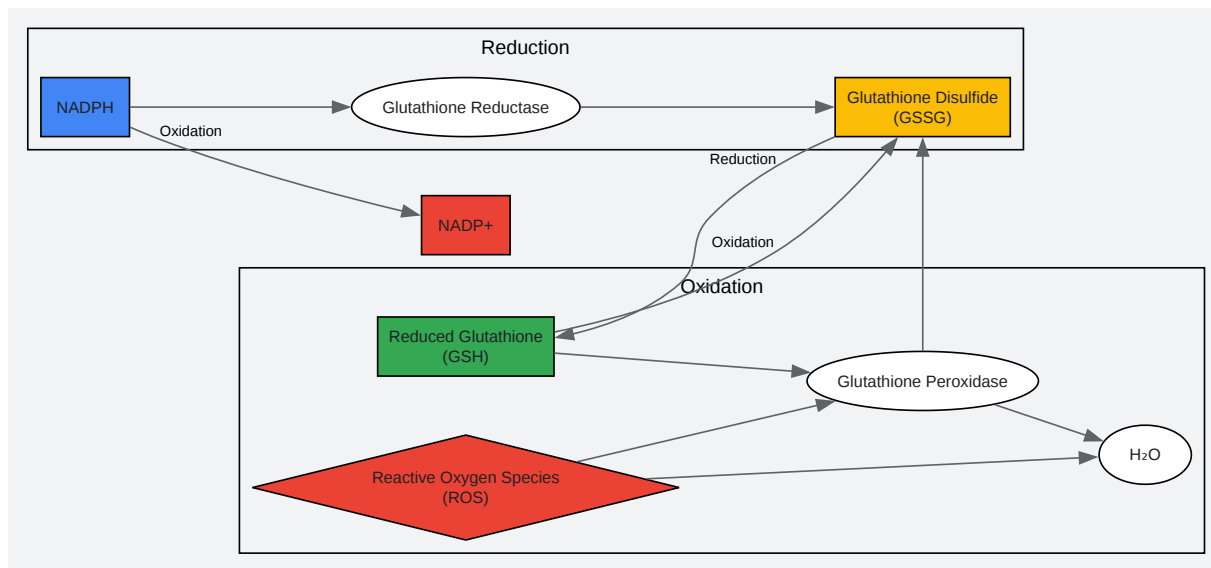 Reduction
NADPH
Glutathione Reductase
Glutathione Disulfide
(GSSG)
Oxidation
Reduction
NADP+
Oxidation
Oxidation
Reduced Glutathione
(GSH)
Glutathione Peroxidase
H₂O
Reactive Oxygen Species
(ROS)